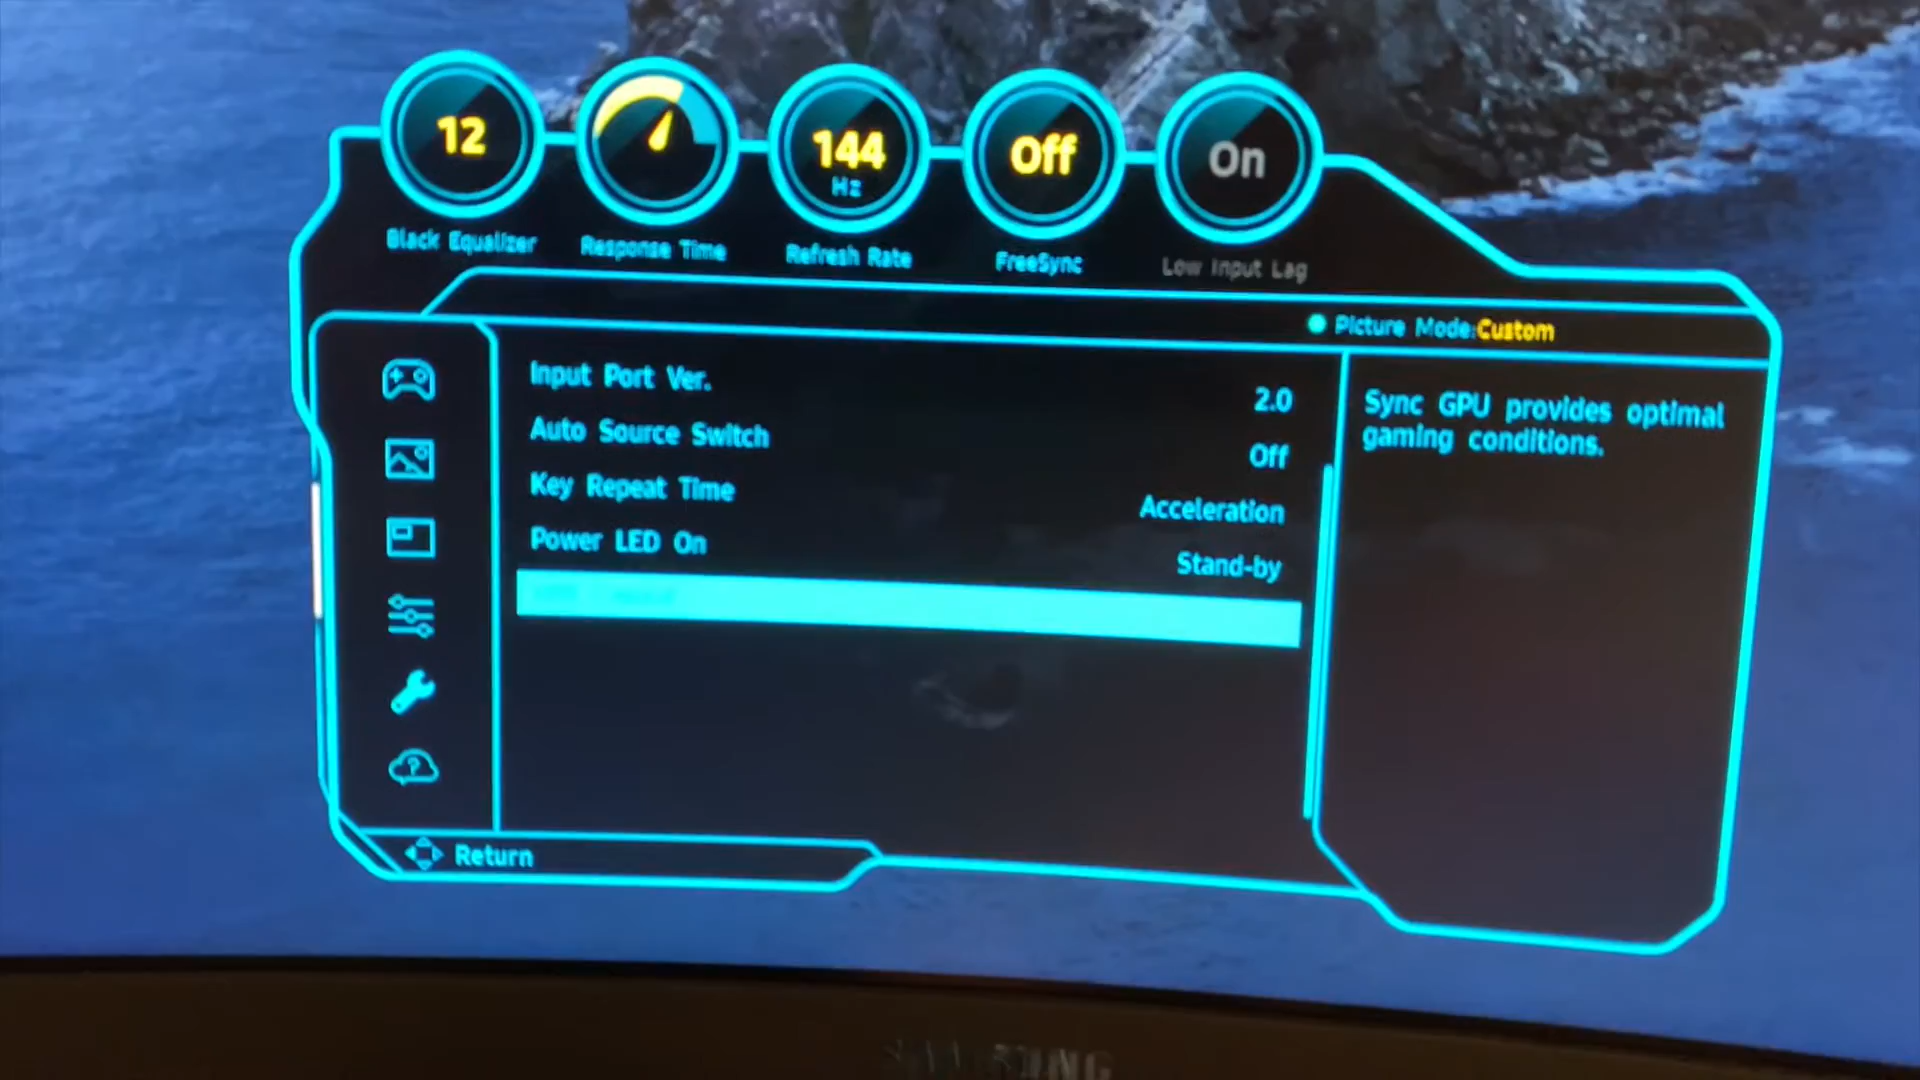 12
144
Hz
Off
On
Black Equalizer
Response Time
Refresh Rate
FreeSync
Low Input Lag
Picture Mode:Custom
Input Port Ver. 2.0
Auto Source Switch Off
Key Repeat Time Acceleration
Power LED On Stand-by
Sync GPU provides optimal
gaming conditions.
Return
SAMSUNG